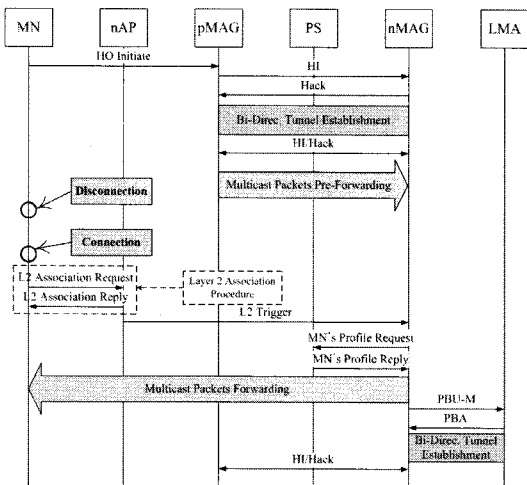 MN nAP pMAG PS nMAG LMA
HO Initiate
HI
Hack
Bi-Direc. Tunnel Establishment
HI/Hack
Multicast Packets Pre-Forwarding
Disconnection
Connection
L2 Association Request
L2 Association Reply
Layer 2 Association
Procedure
L2 Trigger
MN's Profile Request
MN's Profile Reply
Multicast Packets Forwarding
PBU-M
PBA
Bi-Direc. Tunnel
Establishment
HI/Hack